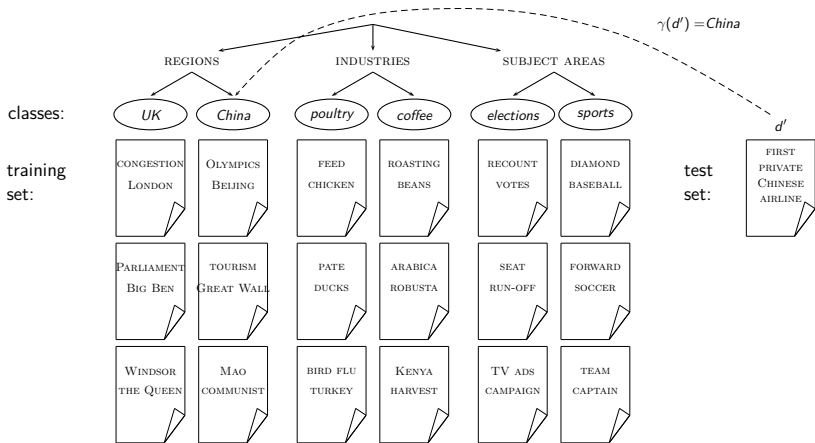 γ(d′) =China
REGIONS INDUSTRIES SUBJECT AREAS
classes: UK China poultry coffee elections sports
d′
training
set:
CONGESTION
LONDON
OLYMPICS
BEIJING
FEED
CHICKEN
ROASTING
BEANS
RECOUNT
VOTES
DIAMOND
BASEBALL
test
set:
FIRST
PRIVATE
CHINESE
AIRLINE
PARLIAMENT
BIG BEN
TOURISM
GREAT WALL
PATE
DUCKS
ARABICA
ROBUSTA
SEAT
RUN-OFF
FORWARD
SOCCER
WINDSOR
THE QUEEN
MAO
COMMUNIST
BIRD FLU
TURKEY
KENYA
HARVEST
TV ADS
CAMPAIGN
TEAM
CAPTAIN